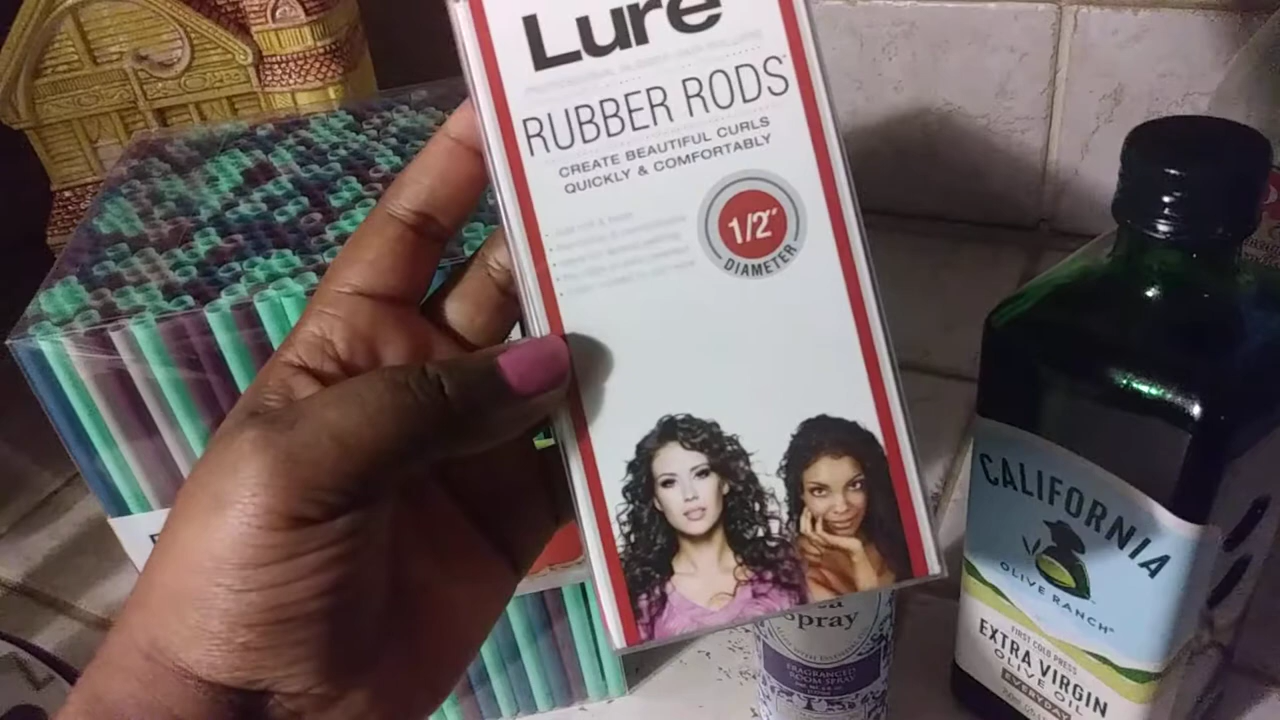 Lure
RUBBER RODS
CREATE BEAUTIFUL CURLS
QUICKLY & COMFORTABLY
1/2"
DIAMETER
Spray
FRAGRANCED
ROOM SPRAY
CALIFORNIA
OLIVE RANCH
FIRST COLD PRESS
EXTRA VIRGIN
OLIVE OIL
EVERYDAY